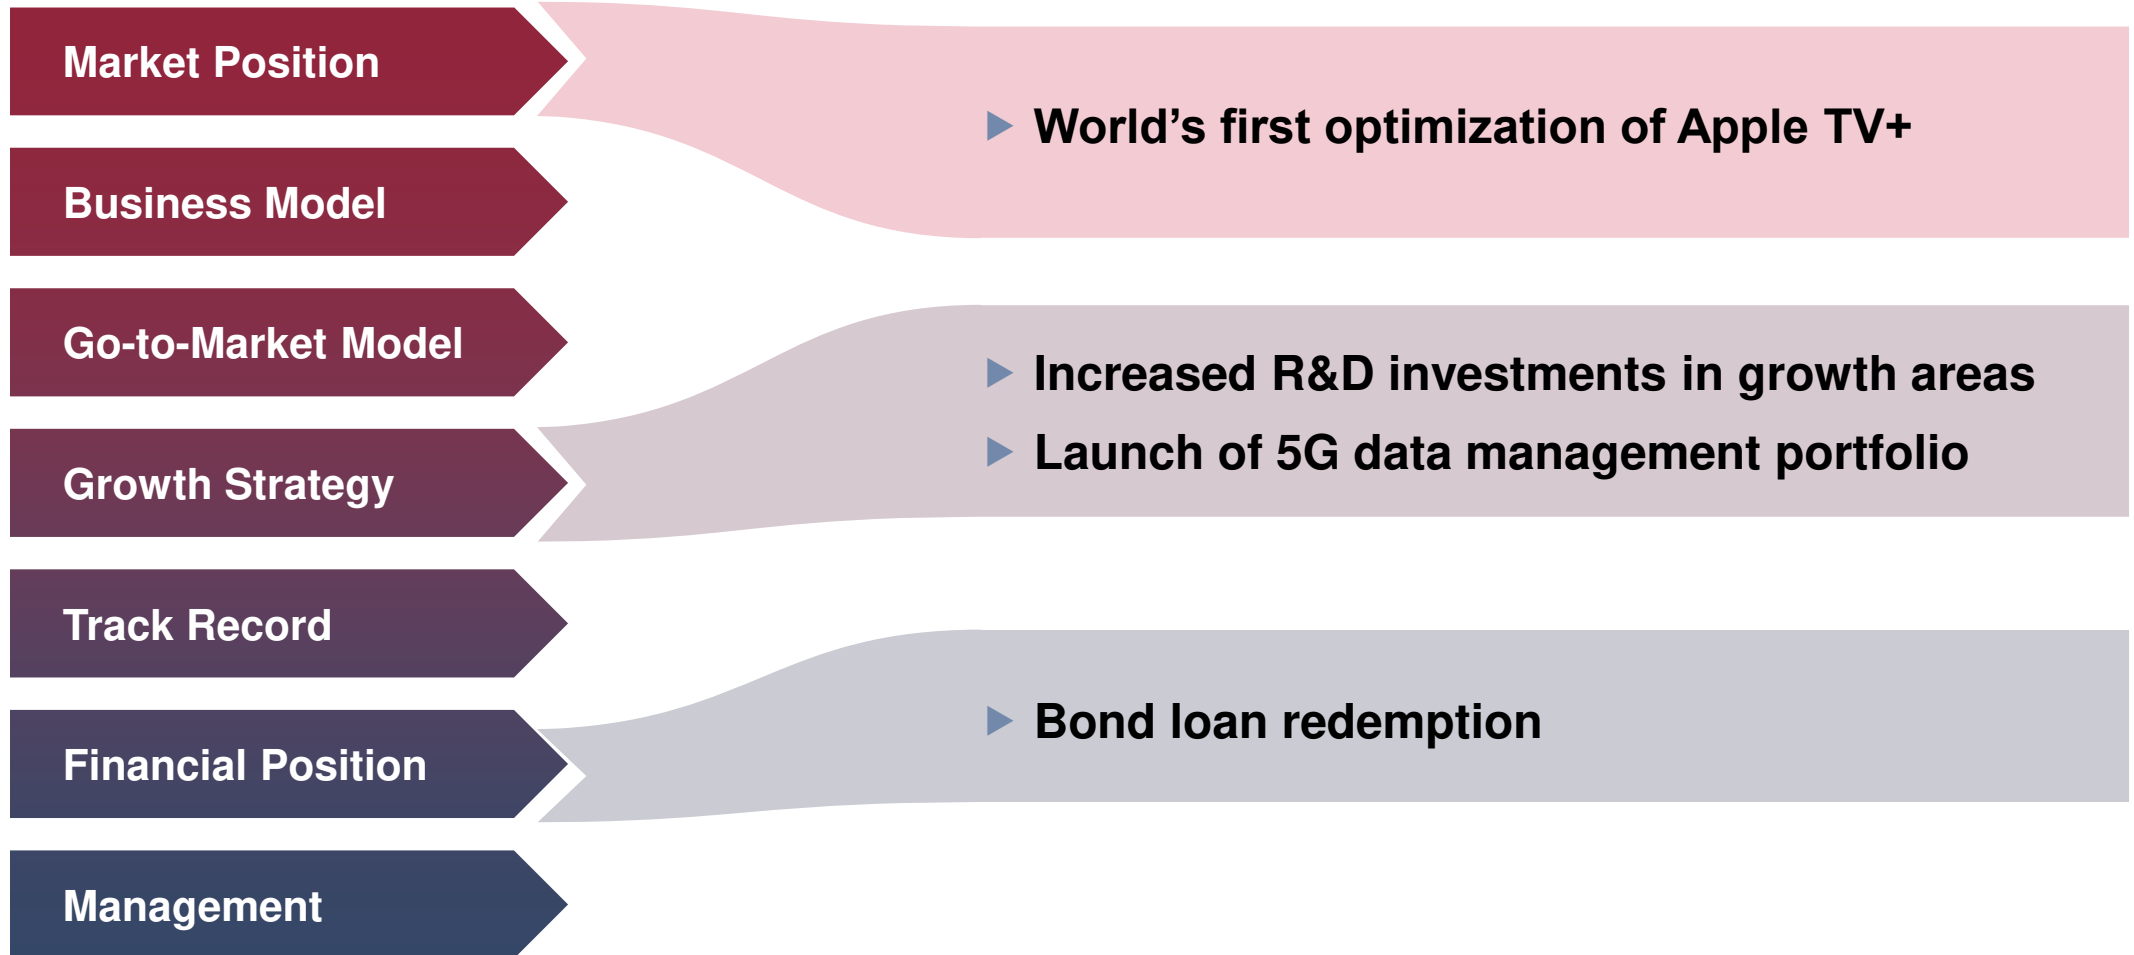 Market Position
World’s first optimization of Apple TV+
Business Model
Go-to-Market Model
Increased R&D investments in growth areas
Launch of 5G data management portfolio
Growth Strategy
Track Record
Financial Position
Bond loan redemption
Management